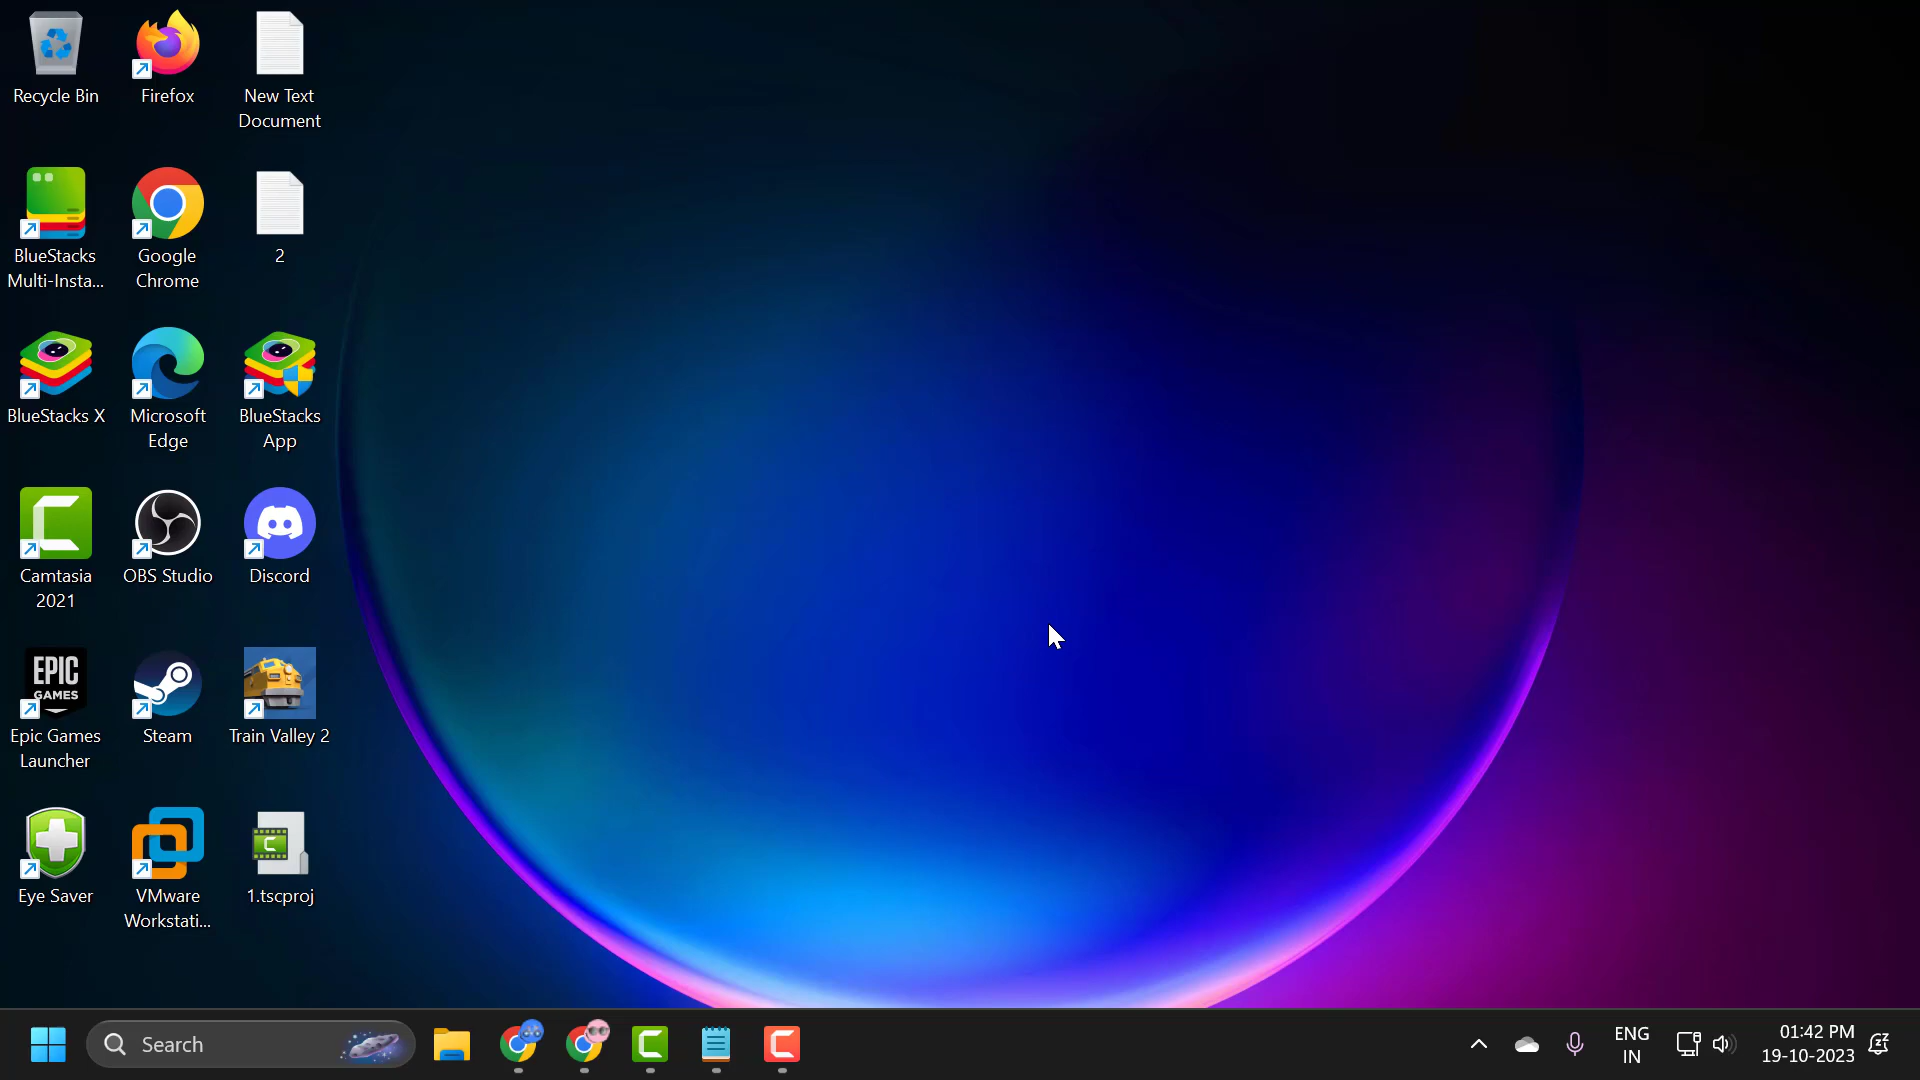 Recycle Bin
Firefox
New Text
Document
BlueStacks
Multi-Insta...
Google
Chrome
2
BlueStacks X
Microsoft
Edge
BlueStacks
App
Camtasia
2021
OBS Studio
Discord
EPIC
GAMES
Epic Games
Launcher
Steam
Train Valley 2
Eye Saver
VMware
Workstati...
1.tscproj
Search
ENG
IN
01:42 PM
19-10-2023